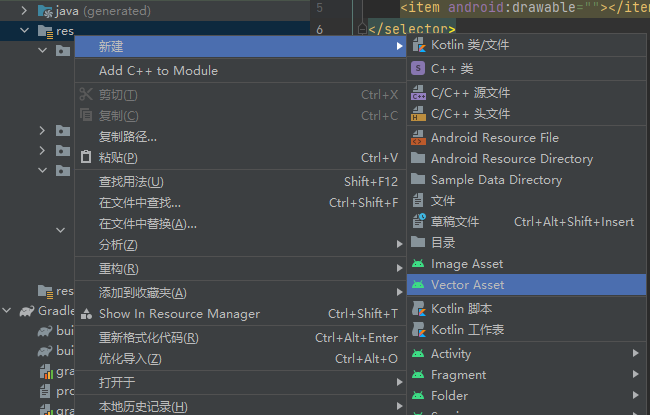 java (generated)
res
res
Gradle
bui
bui
gra
pro
gra
5 <item android:drawable=""></ite
6 </selector>
新建
Add C++ to Module
剪切(T) Ctrl+X
复制(C) Ctrl+C
复制路径...
粘贴(P) Ctrl+V
查找用法(U) Shift+F12
在文件中查找... Ctrl+Shift+F
在文件中替换(A)...
分析(Z)
重构(R)
添加到收藏夹(A)
Show In Resource Manager Ctrl+Shift+T
重新格式化代码(R) Ctrl+Alt+Enter
优化导入(Z) Ctrl+Alt+O
打开于
本地历史记录(H)
Kotlin 类/文件
S C++ 类
C/C++ 源文件
C/C++ 头文件
Android Resource File
Android Resource Directory
Sample Data Directory
文件
草稿文件 Ctrl+Alt+Shift+Insert
目录
Image Asset
Vector Asset
Kotlin 脚本
Kotlin 工作表
Activity
Fragment
Folder